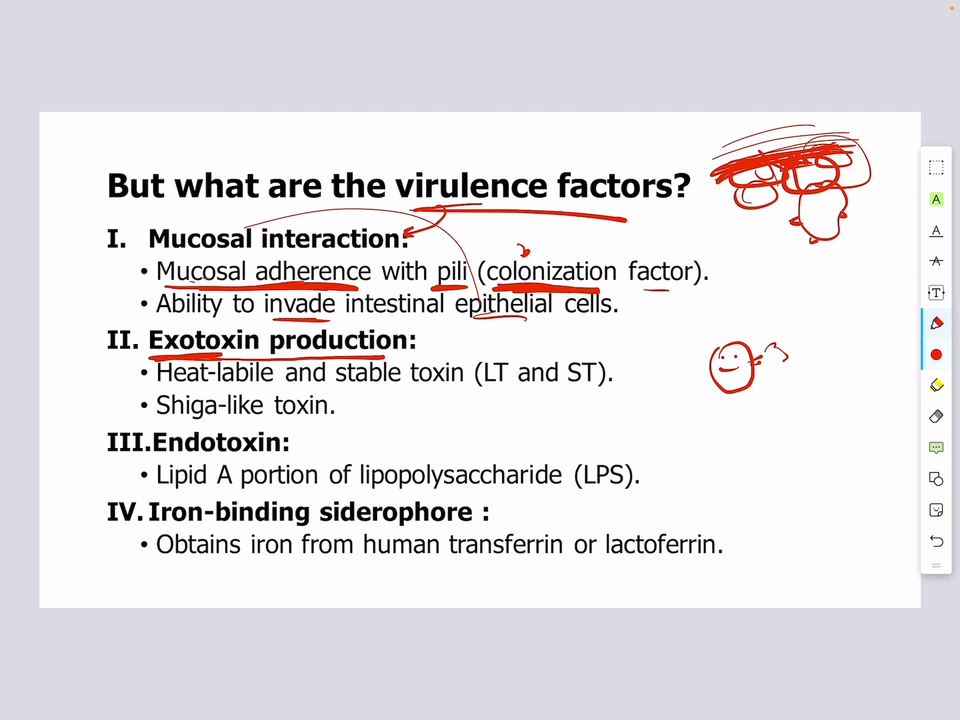 But what are the virulence factors?
I. Mucosal interaction:
• Mucosal adherence with pili (colonization factor).
• Ability to invade intestinal epithelial cells.
II. Exotoxin production:
• Heat-labile and stable toxin (LT and ST).
• Shiga-like toxin.
III.Endotoxin:
• Lipid A portion of lipopolysaccharide (LPS).
IV. Iron-binding siderophore :
• Obtains iron from human transferrin or lactoferrin.
A
A
A
T